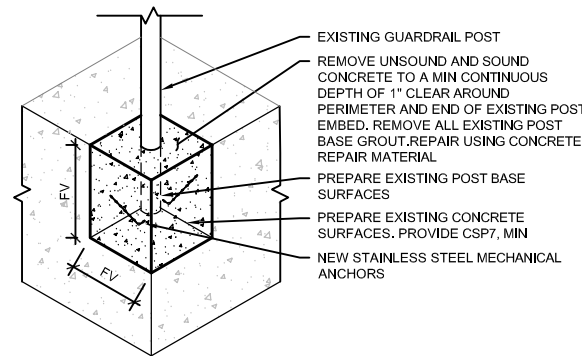 EXISTING GUARDRAIL POST
REMOVE UNSOUND AND SOUND
CONCRETE TO A MIN CONTINUOUS
DEPTH OF 1" CLEAR AROUND
PERIMETER AND END OF EXISTING POST
EMBED. REMOVE ALL EXISTING POST
BASE GROUT.REPAIR USING CONCRETE
REPAIR MATERIAL
PREPARE EXISTING POST BASE
SURFACES
PREPARE EXISTING CONCRETE
SURFACES. PROVIDE CSP7, MIN
NEW STAINLESS STEEL MECHANICAL
ANCHORS
FV
FV